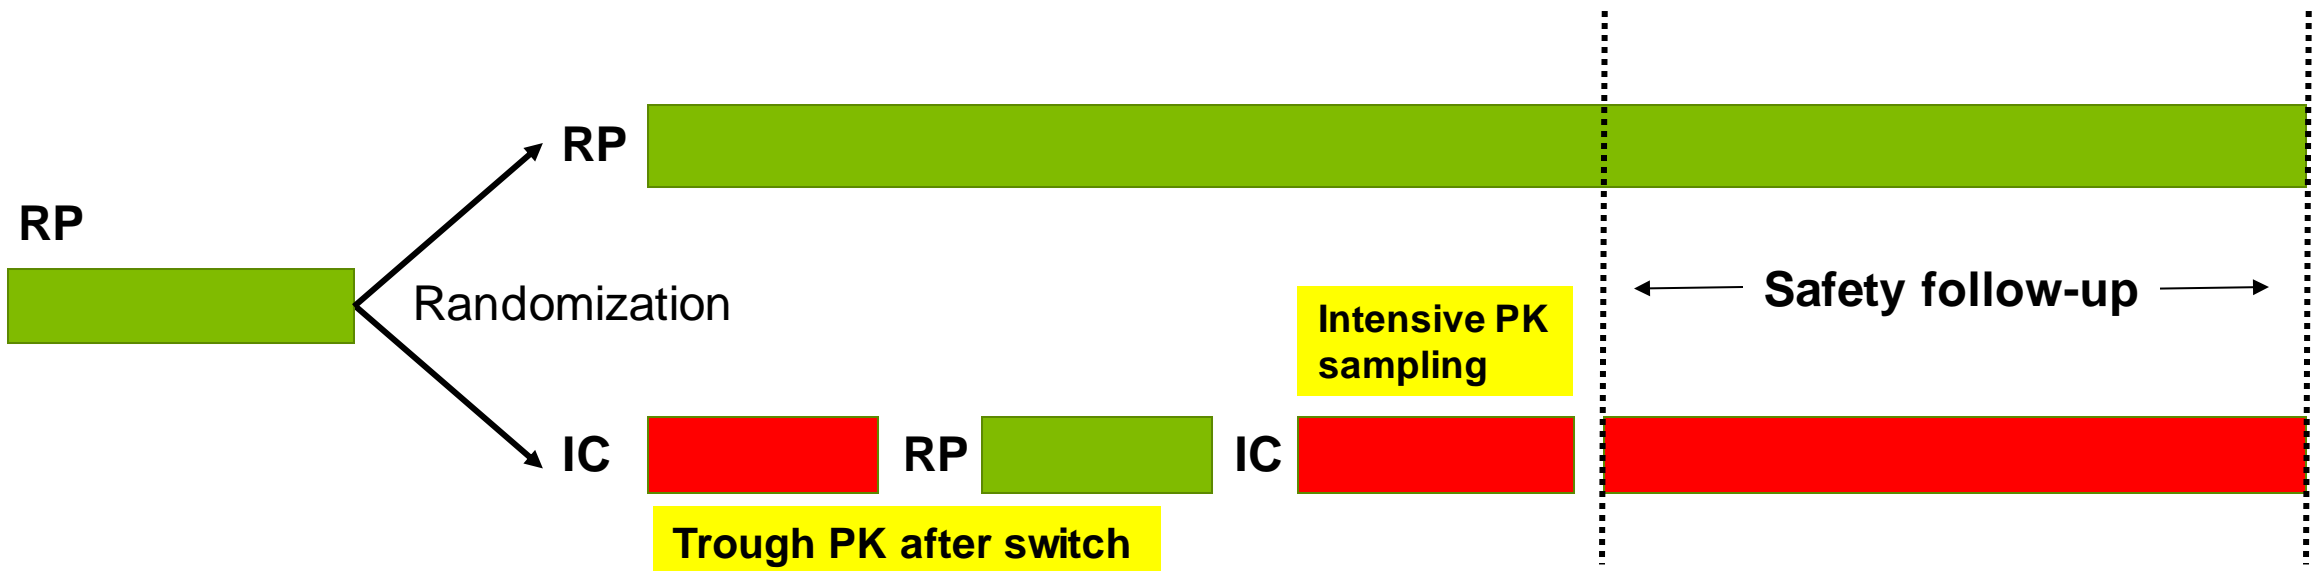 RP
RP
Randomization
Safety follow-up
Intensive PK
sampling
IC
RP
IC
Trough PK after switch